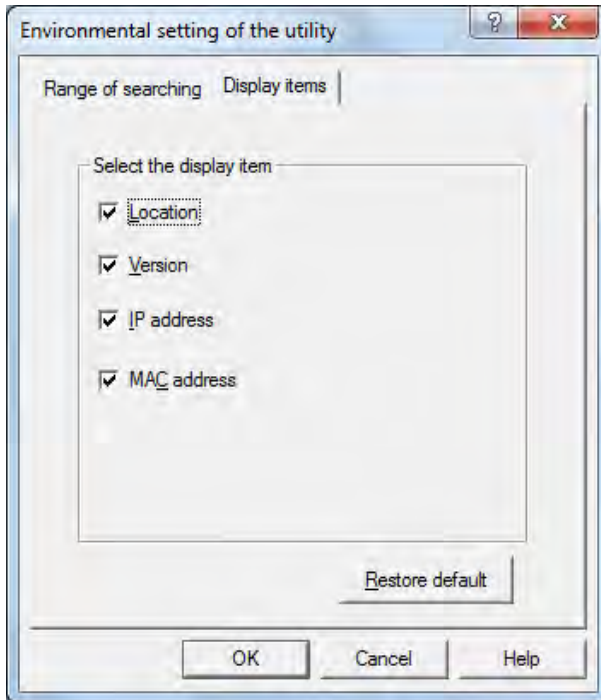 Environmental setting of the utility
Range of searching Display items
Select the display item
Location
Version
IP address
MAC address
Restore default
OK Cancel Help